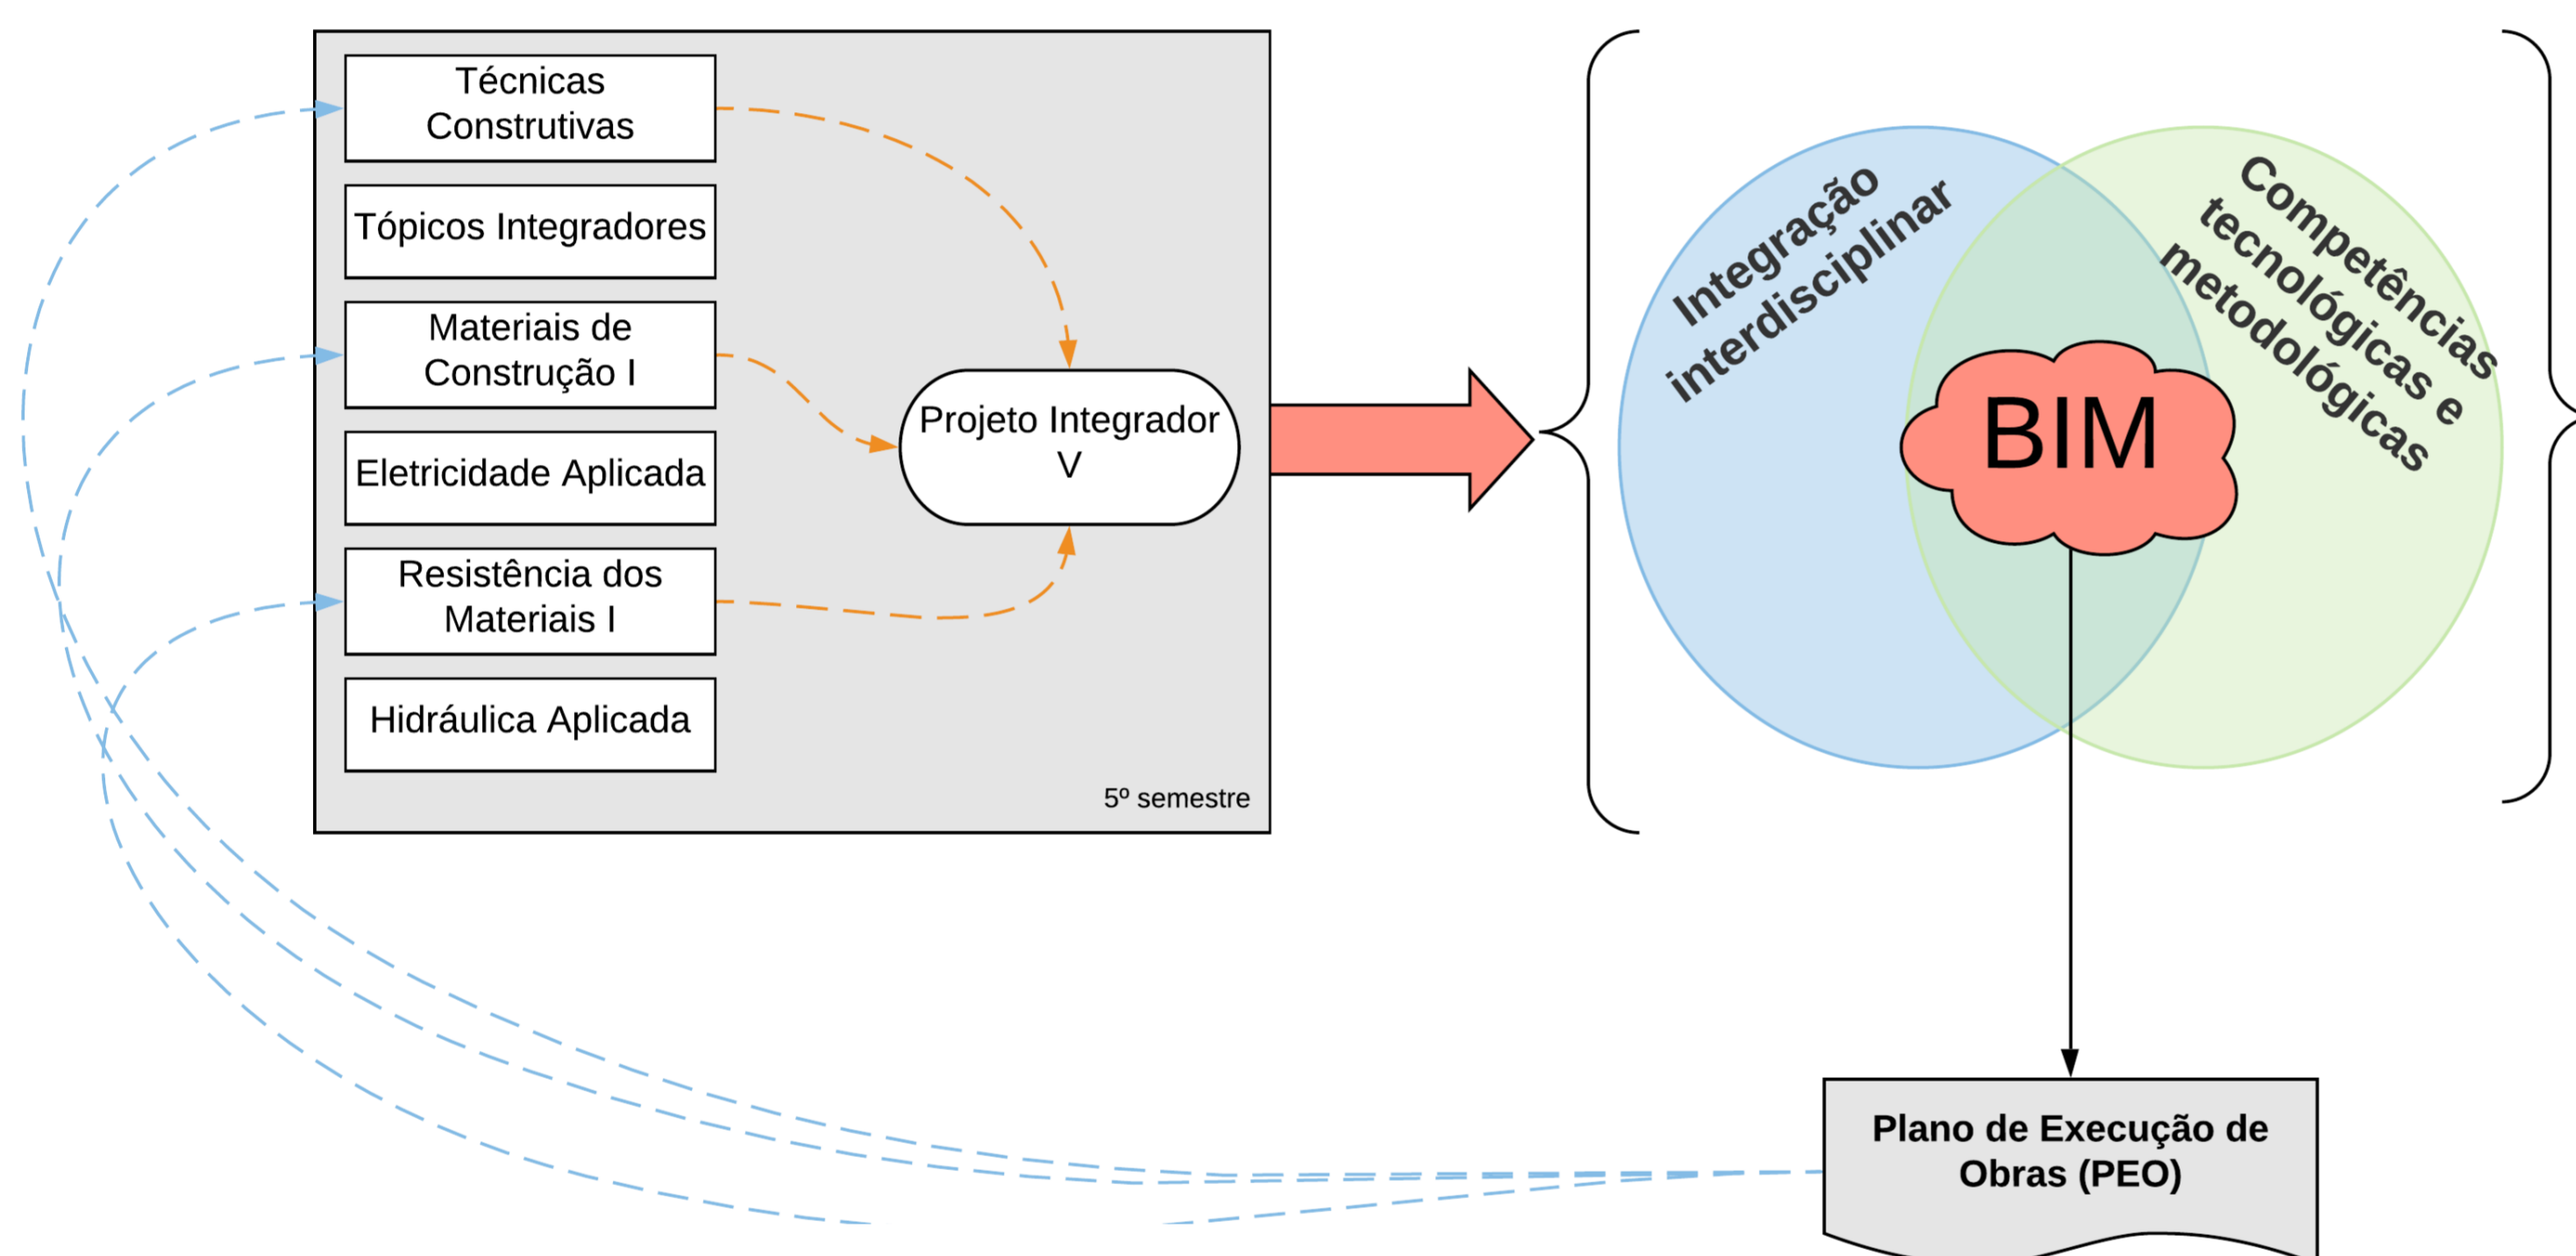 Técnicas
Construtivas
Tópicos Integradores
Materiais de
Construção I
Eletricidade Aplicada
Resistência dos
Materiais I
Hidráulica Aplicada
Projeto Integrador
V
5º semestre
Integração
interdisciplinar
Competências
tecnológicas e
metodológicas
BIM
Plano de Execução de
Obras (PEO)